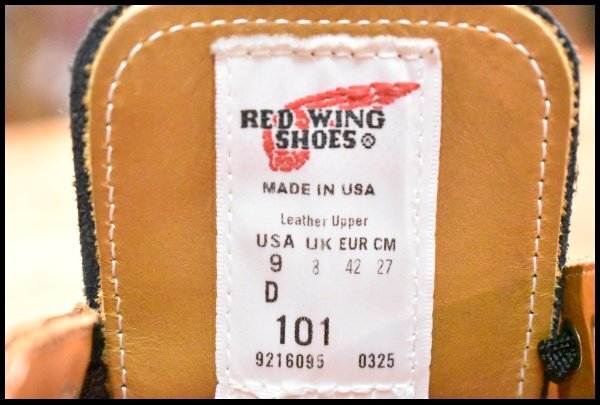 RED WING
SHOES®
MADE IN USA
Leather Upper
USA UK EUR CM
9 8 42 27
D
101
9216095 0325